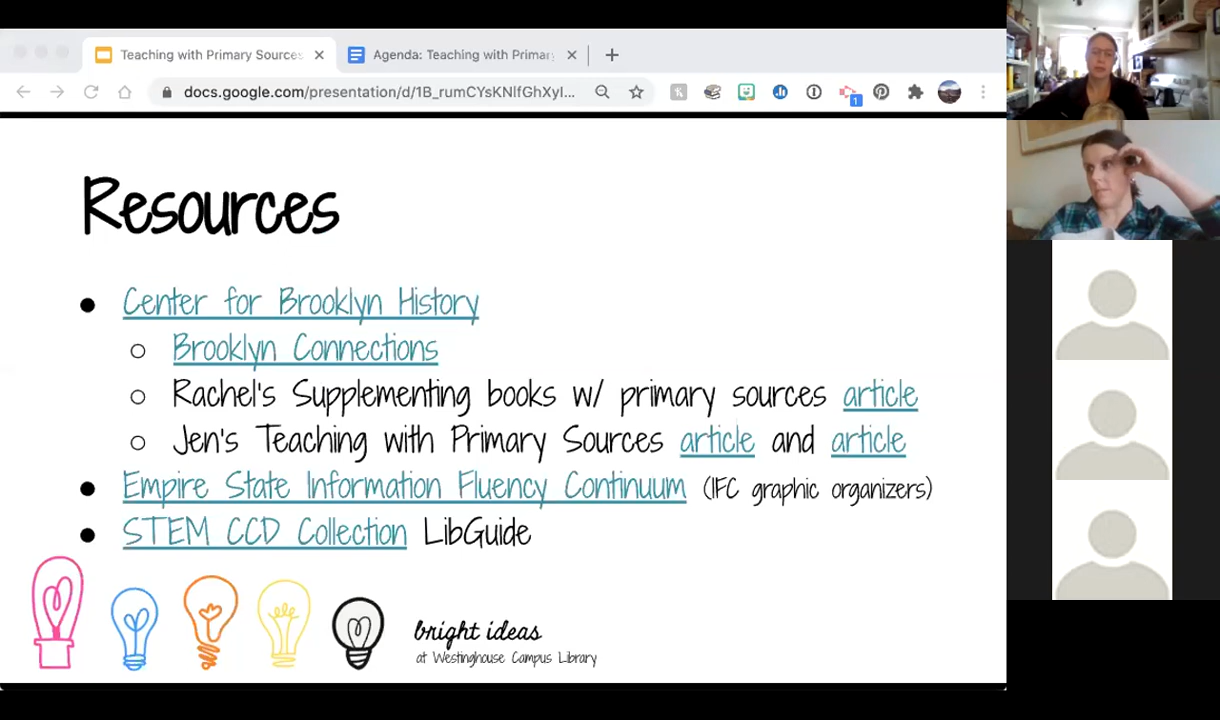 Teaching with Primary Sources
Agenda: Teaching with Primar
docs.google.com/presentation/d/1B_rumCYsKNlfGhXyI...
1
Resources
Center for Brooklyn History
Brooklyn Connections
Rachel's Supplementing books w/ primary sources article
Jen's Teaching with Primary Sources article and article
Empire State Information Fluency Continuum (IFC graphic organizers)
STEM CCD Collection LibGuide
bright ideas
at Westinghouse Campus Library